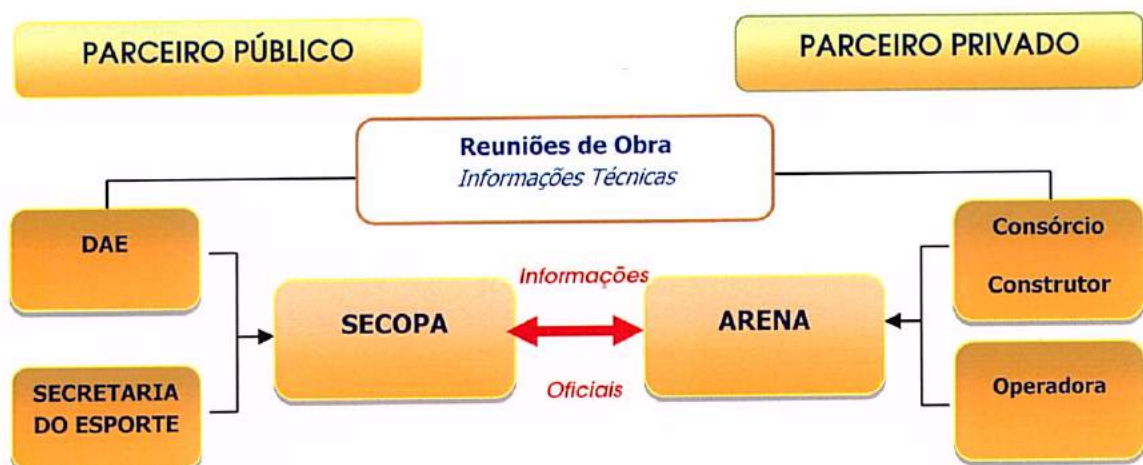 PARCEIRO PÚBLICO
PARCEIRO PRIVADO
Reuniões de Obra
Informações Técnicas
DAE
Consórcio
Construtor
Informações
SECOPA
ARENA
Oficiais
SECRETARIA
DO ESPORTE
Operadora